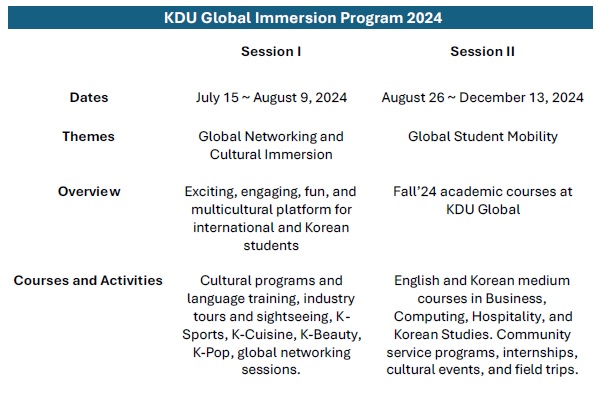 KDU Global Immersion Program 2024
Session I
Session II
Dates
July 15 ~ August 9, 2024
August 26 ~ December 13, 2024
Themes
Global Networking and
Cultural Immersion
Global Student Mobility
Overview
Exciting, engaging, fun, and
multicultural platform for
international and Korean
students
Fall’24 academic courses at
KDU Global
Courses and Activities
Cultural programs and
language training, industry
tours and sightseeing, K-
Sports, K-Cuisine, K-Beauty,
K-Pop, global networking
sessions.
English and Korean medium
courses in Business,
Computing, Hospitality, and
Korean Studies. Community
service programs, internships,
cultural events, and field trips.